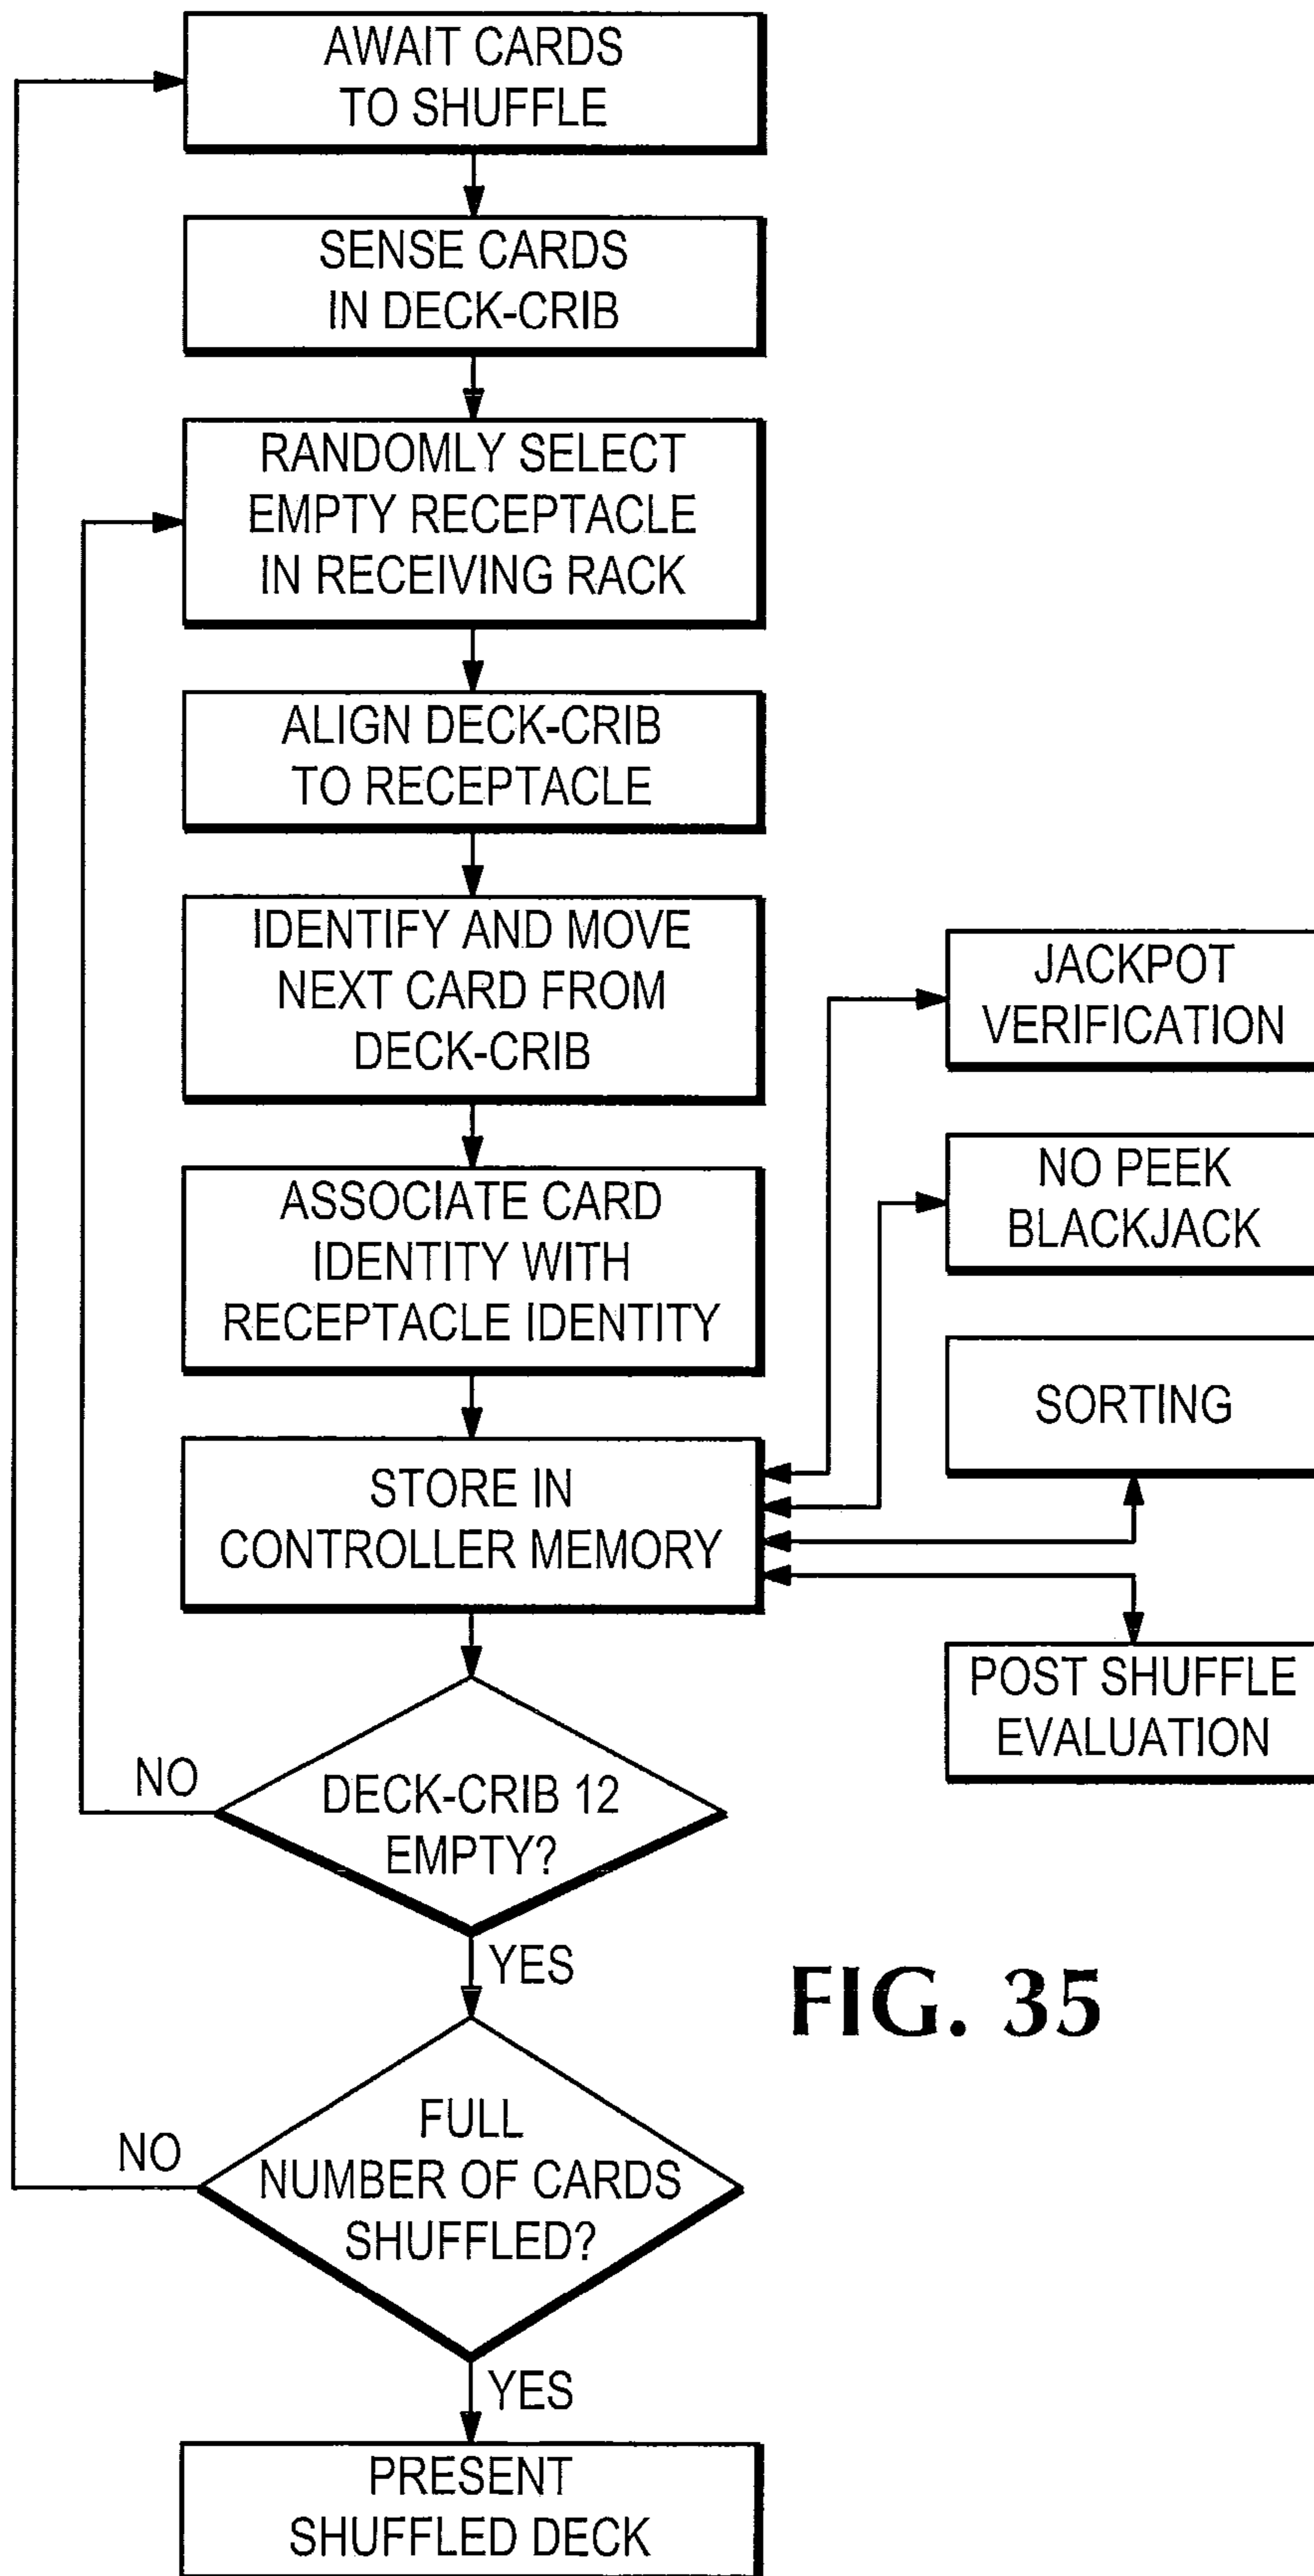 AWAIT CARDS
TO SHUFFLE
SENSE CARDS
IN DECK-CRIB
RANDOMLY SELECT
EMPTY RECEPTACLE
IN RECEIVING RACK
ALIGN DECK-CRIB
TO RECEPTACLE
IDENTIFY AND MOVE
NEXT CARD FROM
DECK-CRIB
JACKPOT
VERIFICATION
ASSOCIATE CARD
IDENTITY WITH
RECEPTACLE IDENTITY
NO PEEK
BLACKJACK
SORTING
STORE IN
CONTROLLER MEMORY
POST SHUFFLE
EVALUATION
NO
DECK-CRIB 12
EMPTY?
YES
FIG. 35
NO
FULL
NUMBER OF CARDS
SHUFFLED?
YES
PRESENT
SHUFFLED DECK